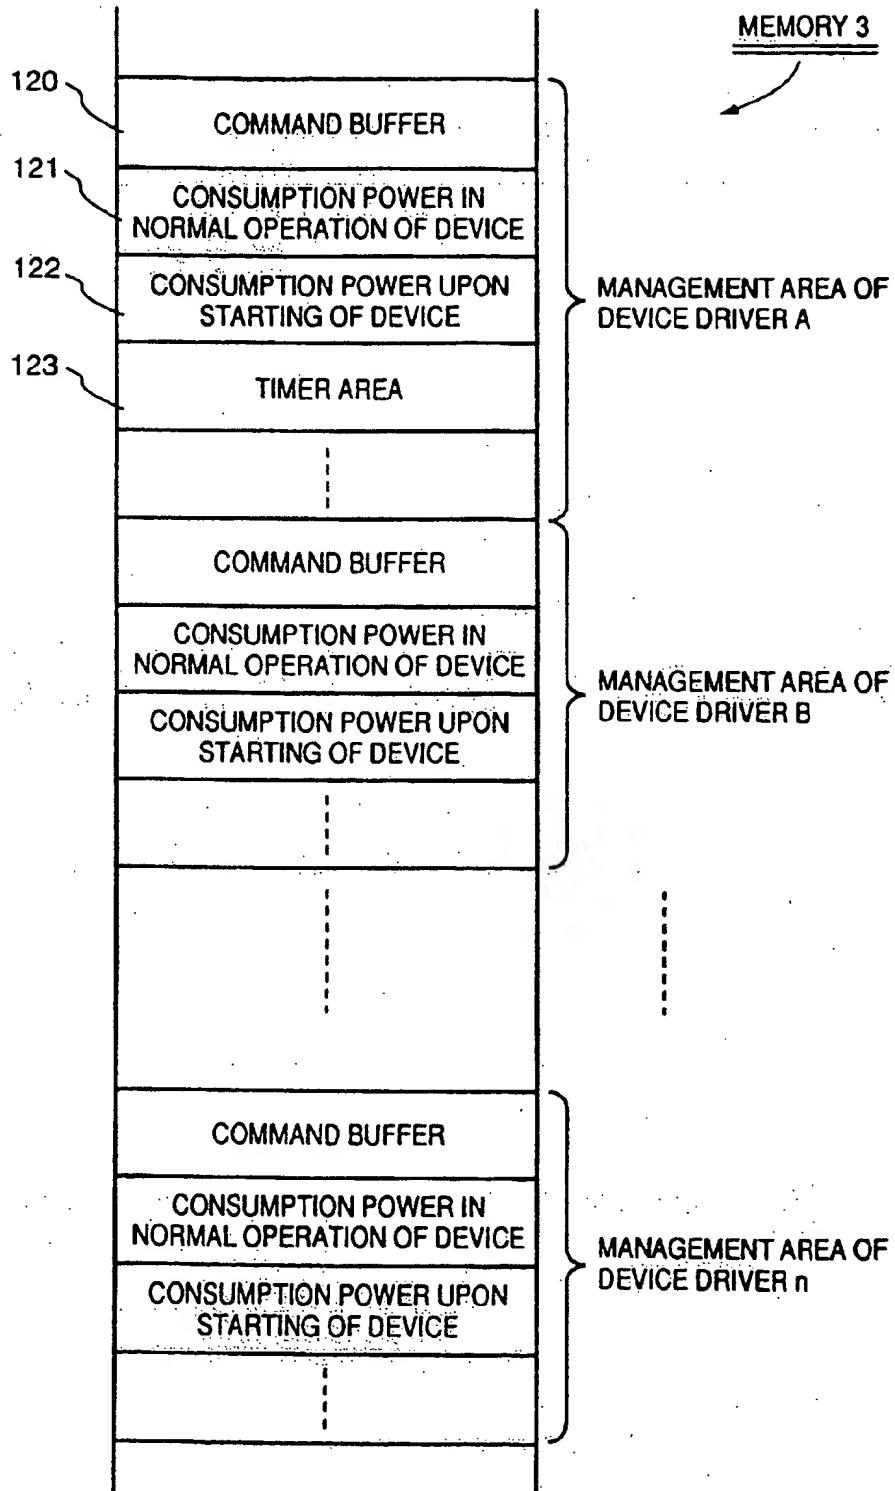 MEMORY 3
120
COMMAND BUFFER
121
CONSUMPTION POWER IN
NORMAL OPERATION OF DEVICE
122
CONSUMPTION POWER UPON
STARTING OF DEVICE
MANAGEMENT AREA OF
DEVICE DRIVER A
123
TIMER AREA
COMMAND BUFFER
CONSUMPTION POWER IN
NORMAL OPERATION OF DEVICE
MANAGEMENT AREA OF
DEVICE DRIVER B
CONSUMPTION POWER UPON
STARTING OF DEVICE
COMMAND BUFFER
CONSUMPTION POWER IN
NORMAL OPERATION OF DEVICE
MANAGEMENT AREA OF
DEVICE DRIVER n
CONSUMPTION POWER UPON
STARTING OF DEVICE